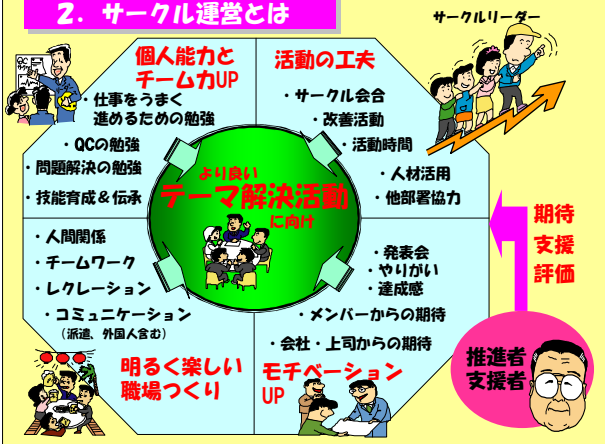 2．サークル運営とは
サークルリーダー
個人能力と
チーム力UP
・仕事をうまく
進めるための勉強
・QCの勉強
・問題解決の勉強
・技能育成＆伝承
活動の工夫
・サークル会合
・改善活動
・活動時間
・人材活用
・他部署協力
より良い
テーマ解決活動
に向け
・人間関係
・チームワーク
・レクレーション
・コミュニケーション
（派遣、外国人含む）
明るく楽しい
職場つくり
・発表会
・やりがい
・達成感
・メンバーからの期待
・会社・上司からの期待
モチベーション
UP
期待
支援
評価
推進者
支援者